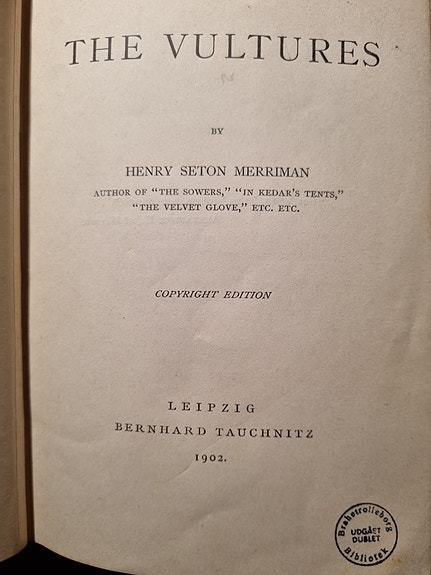 THE VULTURES
BY
HENRY SETON MERRIMAN
AUTHOR OF "THE SOWERS," "IN KEDAR'S TENTS,"
"THE VELVET GLOVE," ETC. ETC.
COPYRIGHT EDITION
LEIPZIG
BERNHARD TAUCHNITZ
1902.
Brahetrolleborg
UDGÅET
DUBLET
Bibliotek